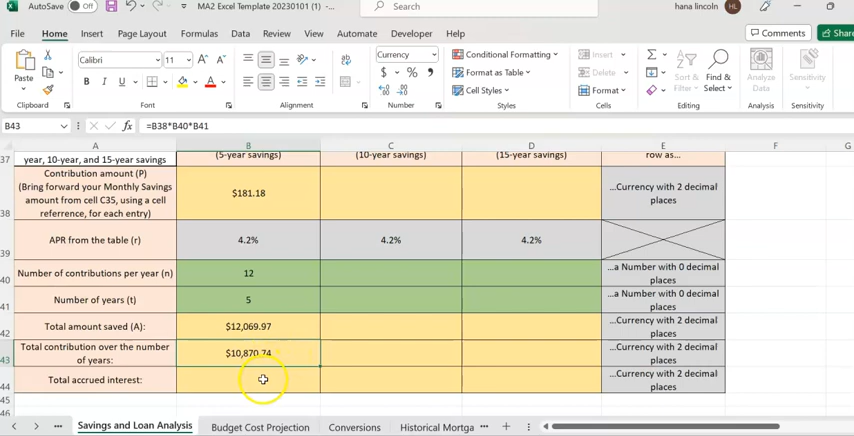 AutoSave Off MA2 Excel Template 20230101 (1) - ... Search hana lincoln HL
File Home Insert Page Layout Formulas Data Review View Automate Developer Help Comments Share
Paste Calibri 11 A A ab Currency Conditional Formatting Insert Σ
B I U A $ % 9 Format as Table Delete Sort & Filter Find & Select Analyze Data Sensitivity
Cell Styles Format
Clipboard Font Alignment Number Styles Cells Editing Analysis Sensitivity
B43 fx =B38*B40*B41
A B C D E F G
37 year, 10-year, and 15-year savings (5-year savings) (10-year savings) (15-year savings) row as...
Contribution amount (P)
(Bring forward your Monthly Savings
amount from cell C35, using a cell
referrence, for each entry)
38 $181.18 ...Currency with 2 decimal
places
39 APR from the table (r) 4.2% 4.2% 4.2%
40 Number of contributions per year (n) 12 ...a Number with 0 decimal
places
41 Number of years (t) 5 ...a Number with 0 decimal
places
42 Total amount saved (A): $12,069.97 ...Currency with 2 decimal
places
43 Total contribution over the number
of years: $10,870.74 ...Currency with 2 decimal
places
44 Total accrued interest: ...Currency with 2 decimal
places
45
46
... Savings and Loan Analysis Budget Cost Projection Conversions Historical Mortga ... +